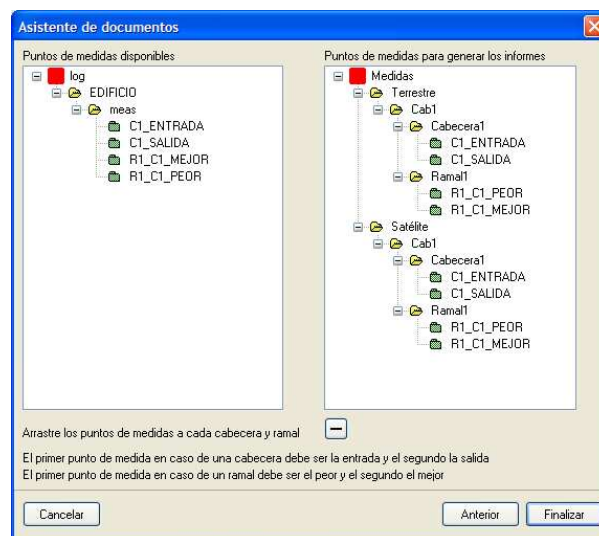 Asistente de documentos
Puntos de medidas disponibles
log
EDIFICIO
meas
C1_ENTRADA
C1_SALIDA
R1_C1_MEJOR
R1_C1_PEOR
Puntos de medidas para generar los informes
Medidas
Terrestre
Cab1
Cabecera1
C1_ENTRADA
C1_SALIDA
Ramal1
R1_C1_PEOR
R1_C1_MEJOR
Satélite
Cab1
Cabecera1
C1_ENTRADA
C1_SALIDA
Ramal1
R1_C1_PEOR
R1_C1_MEJOR
Arrastre los puntos de medidas a cada cabecera y ramal
El primer punto de medida en caso de una cabecera debe ser la entrada y el segundo la salida
El primer punto de medida en caso de un ramal debe ser el peor y el segundo el mejor
Cancelar
Anterior
Finalizar